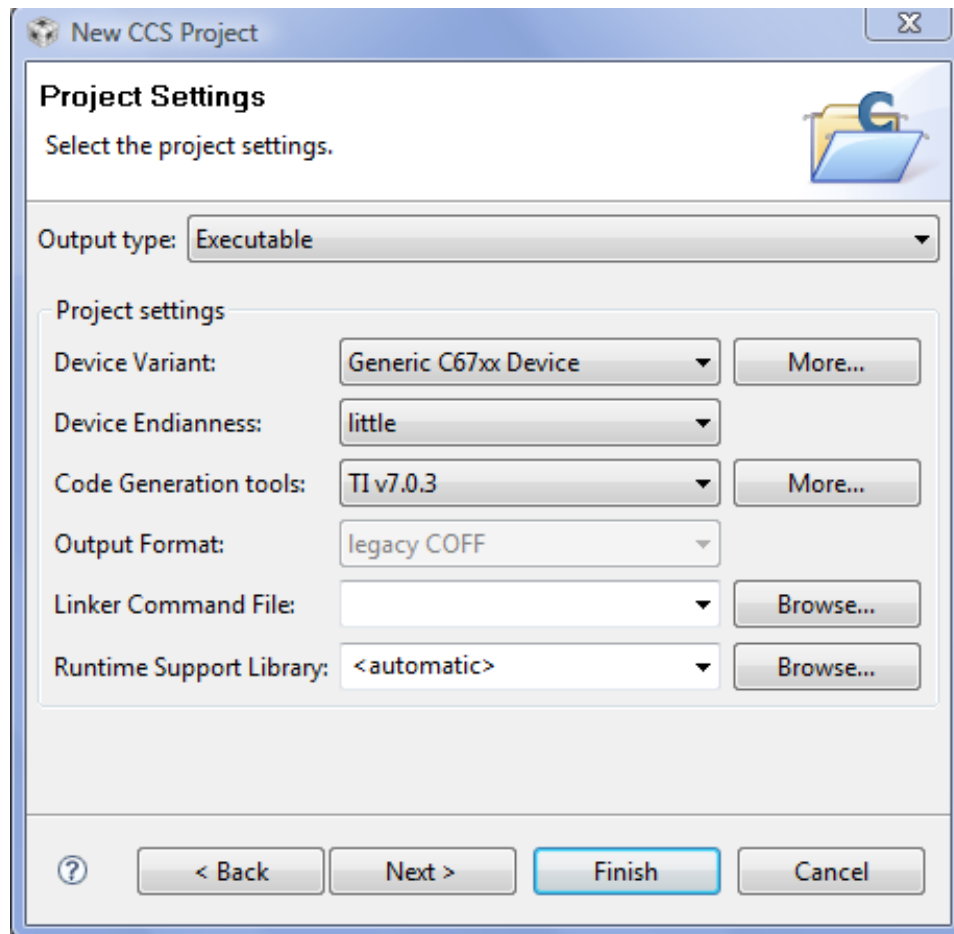 New CCS Project
Project Settings
Select the project settings.
Output type: Executable
Project settings
Device Variant: Generic C67xx Device More...
Device Endianness: little
Code Generation tools: TI v7.0.3 More...
Output Format: legacy COFF
Linker Command File: Browse...
Runtime Support Library: <automatic> Browse...
? < Back Next > Finish Cancel